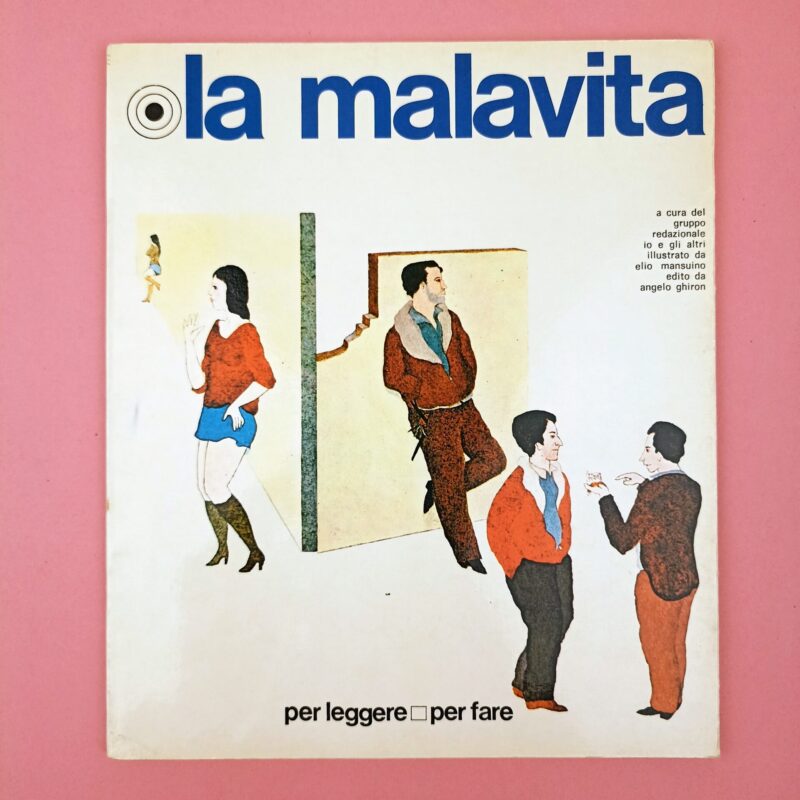 la malavita
a cura del
gruppo
redazionale
io e gli altri
illustrato da
elio mansuino
edito da
angelo ghiron
per leggere□per fare